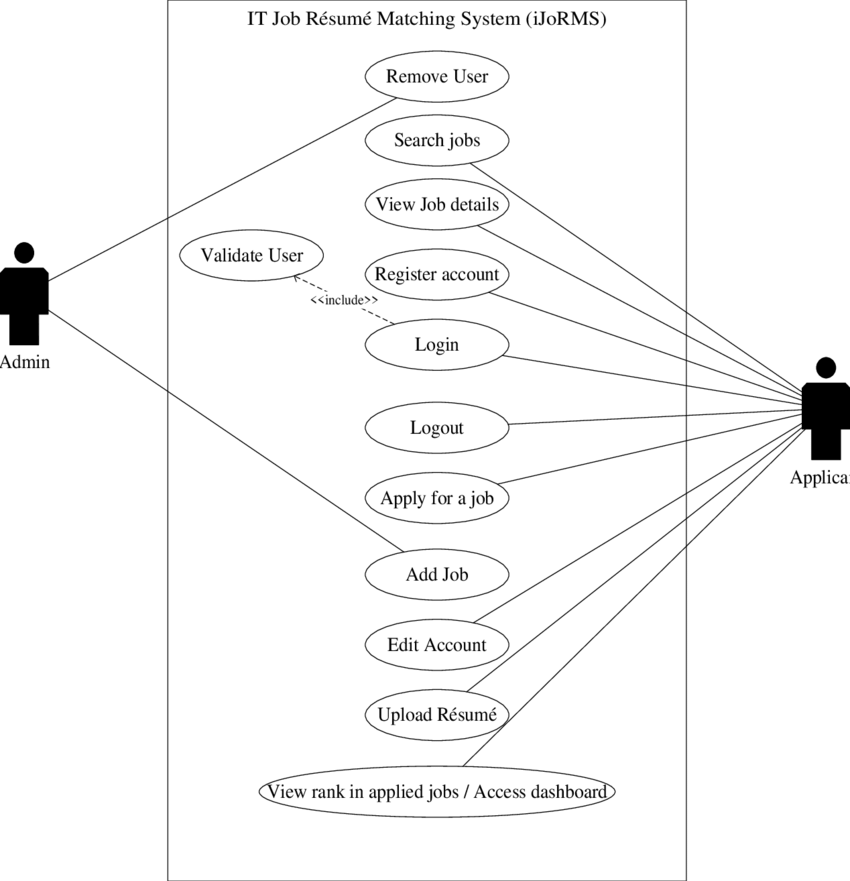 IT Job Résumé Matching System (iJoRMS)
Remove User
Search jobs
View Job details
Validate User
Register account
<<include>>
Login
Admin
Logout
Applica
Apply for a job
Add Job
Edit Account
Upload Résumé
View rank in applied jobs / Access dashboard